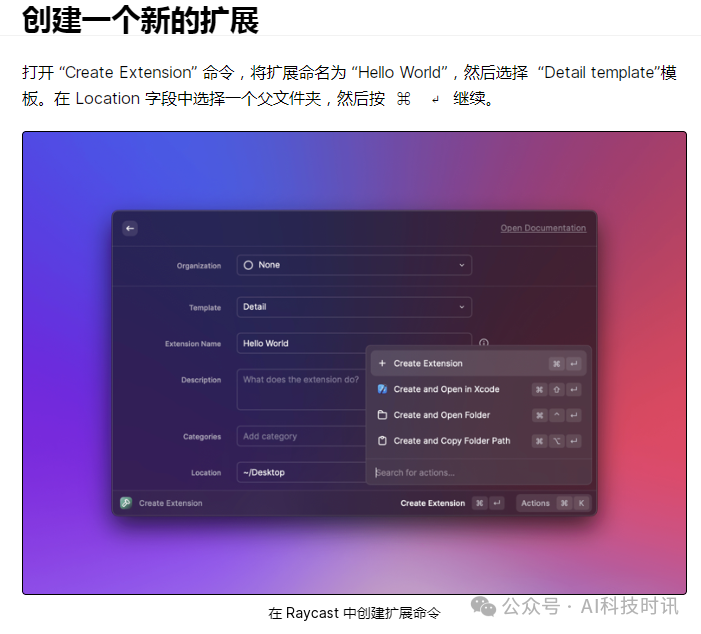 创建一个新的扩展
打开 “Create Extension” 命令，将扩展命名为 “Hello World”，然后选择 “Detail template”模
板。在 Location 字段中选择一个父文件夹，然后按 ⌘ ↵ 继续。
←
Open Documentation
Organization
None
Template
Detail
Extension Name
Hello World
Description
What does the extension do?
Categories
Add category
Location
~/Desktop
+ Create Extension ⌘ ↵
Create and Open in Xcode ⌘ ⇧ ↵
Create and Open Folder ⌘ ^ ↵
Create and Copy Folder Path ⌘ ⌥ ↵
Search for actions...
Create Extension
Create Extension ⌘ ↵
Actions ⌘ K
在 Raycast 中创建扩展命令
公众号 · AI科技时讯